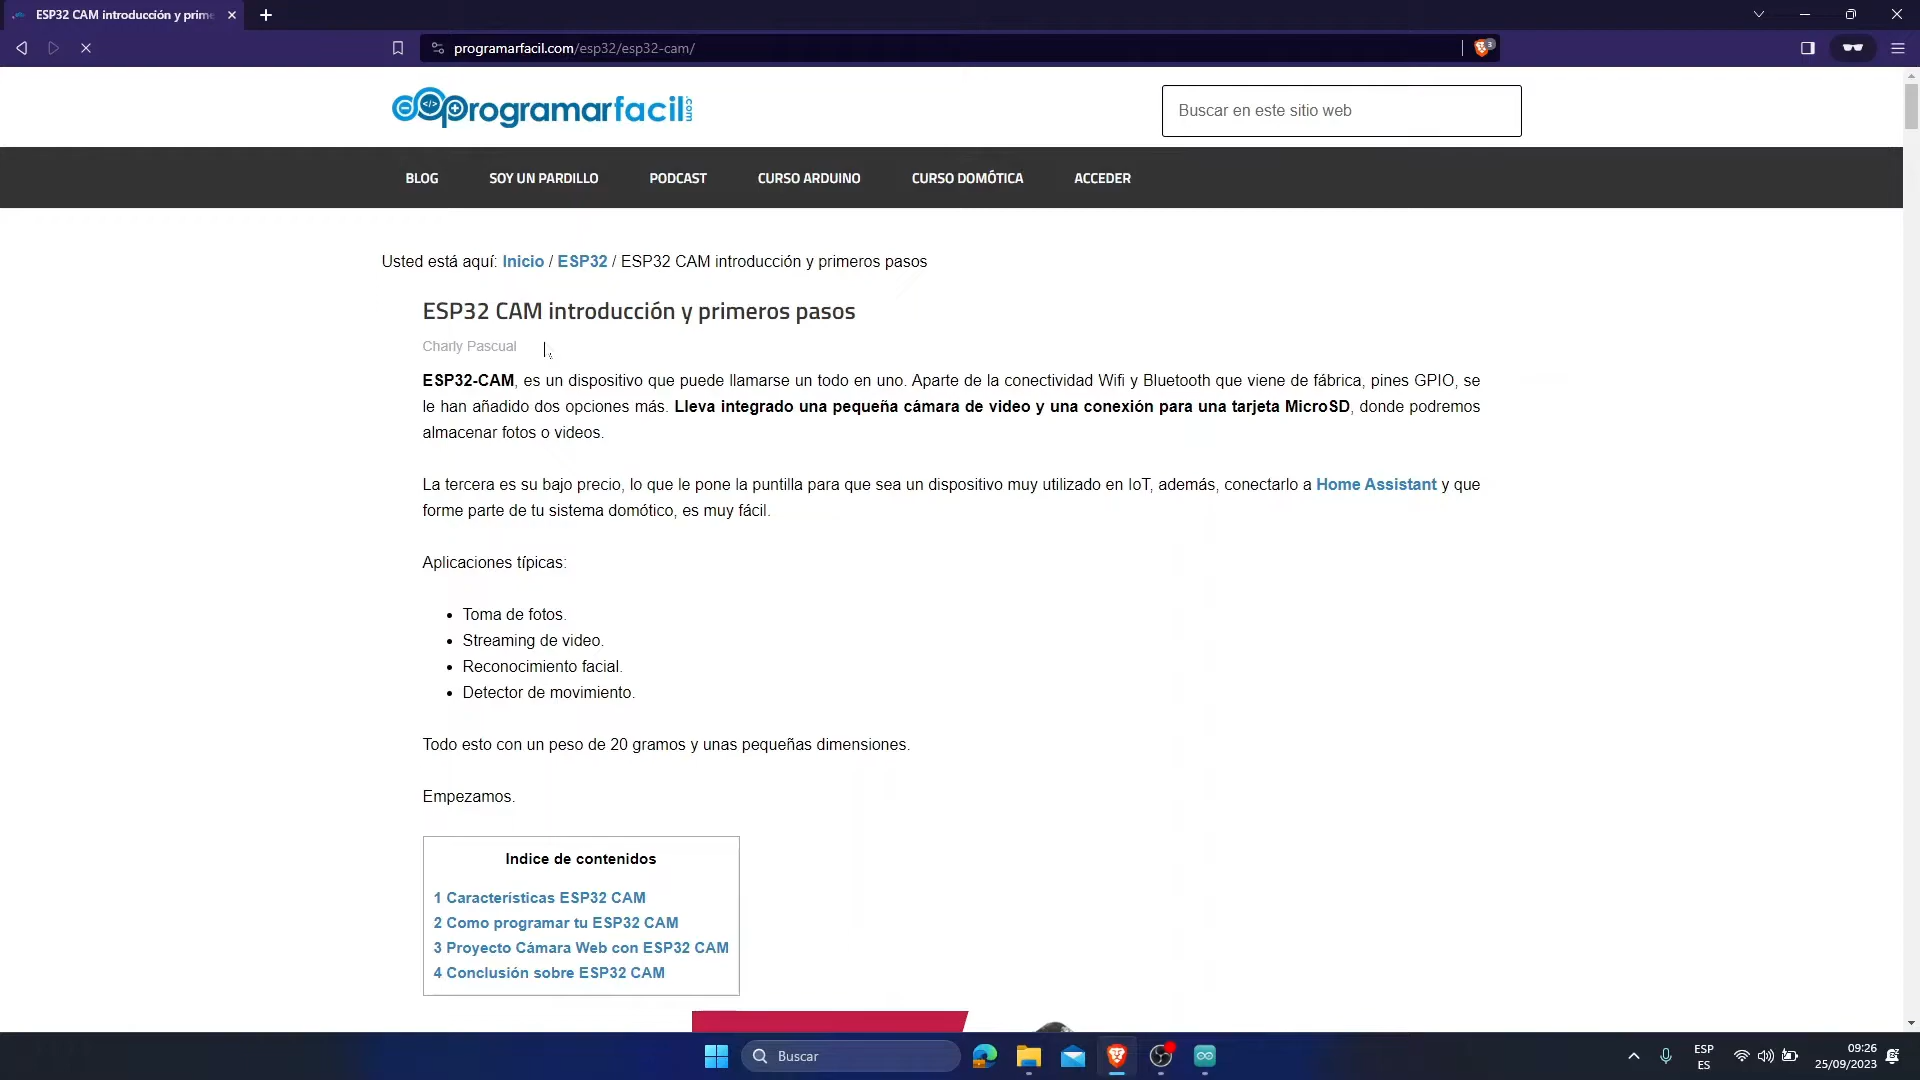 ESP32 CAM introducción y prime
programarfacil.com/esp32/esp32-cam/
3
programarfacil.com
Buscar en este sitio web
BLOG SOY UN PARDILLO PODCAST CURSO ARDUINO CURSO DOMÓTICA ACCEDER
Usted está aquí: Inicio / ESP32 / ESP32 CAM introducción y primeros pasos
ESP32 CAM introducción y primeros pasos
Charly Pascual
ESP32-CAM, es un dispositivo que puede llamarse un todo en uno. Aparte de la conectividad Wifi y Bluetooth que viene de fábrica, pines GPIO, se
le han añadido dos opciones más. Lleva integrado una pequeña cámara de video y una conexión para una tarjeta MicroSD, donde podremos
almacenar fotos o videos.
La tercera es su bajo precio, lo que le pone la puntilla para que sea un dispositivo muy utilizado en IoT, además, conectarlo a Home Assistant y que
forme parte de tu sistema domótico, es muy fácil.
Aplicaciones típicas:
• Toma de fotos.
• Streaming de video.
• Reconocimiento facial.
• Detector de movimiento.
Todo esto con un peso de 20 gramos y unas pequeñas dimensiones.
Empezamos.
Indice de contenidos
1 Características ESP32 CAM
2 Como programar tu ESP32 CAM
3 Proyecto Cámara Web con ESP32 CAM
4 Conclusión sobre ESP32 CAM
Buscar
ESP
ES
09:26
25/09/2023